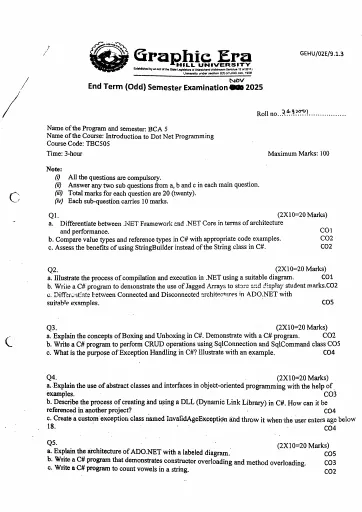 GEHU/02E/9.1.3
Graphic Era
HILL UNIVERSITY
NOV
End Term (Odd) Semester Examination 2025
Roll no.
Name of the Program and semester: BCA 5
Name of the Course: Introduction to Dot Net Programming
Course Code: TBC505
Time: 3-hour Maximum Marks: 100
Note:
(i) All the questions are compulsory.
(ii) Answer any two sub questions from a, b and c in each main question.
(iii) Total marks for each question are 20 (twenty).
(iv) Each sub-question carries 10 marks.
Q1. (2X10=20 Marks)
a. Differentiate between .NET Framework and .NET Core in terms of architecture
and performance. CO1
b. Compare value types and reference types in C# with appropriate code examples. CO2
c. Assess the benefits of using StringBuilder instead of the String class in C#. CO2
Q2. (2X10=20 Marks)
a. Illustrate the process of compilation and execution in .NET using a suitable diagram. CO1
b. Write a C# program to demonstrate the use of Jagged Arrays to store and display student marks.CO2
c. Differentiate between Connected and Disconnected architectures in ADO.NET with
suitable examples. CO5
Q3. (2X10=20 Marks)
a. Explain the concepts of Boxing and Unboxing in C#. Demonstrate with a C# program. CO2
b. Write a C# program to perform CRUD operations using SqlConnection and SqlCommand class CO5
c. What is the purpose of Exception Handling in C#? Illustrate with an example. CO4
Q4. (2X10=20 Marks)
a. Explain the use of abstract classes and interfaces in object-oriented programming with the help of
examples. CO3
b. Describe the process of creating and using a DLL (Dynamic Link Library) in C#. How can it be
referenced in another project? CO4
c. Create a custom exception class named InvalidAgeException and throw it when the user enters age below
18. CO4
Q5. (2X10=20 Marks)
a. Explain the architecture of ADO.NET with a labeled diagram. CO5
b. Write a C# program that demonstrates constructor overloading and method overloading. CO3
c. Write a C# program to count vowels in a string. CO2